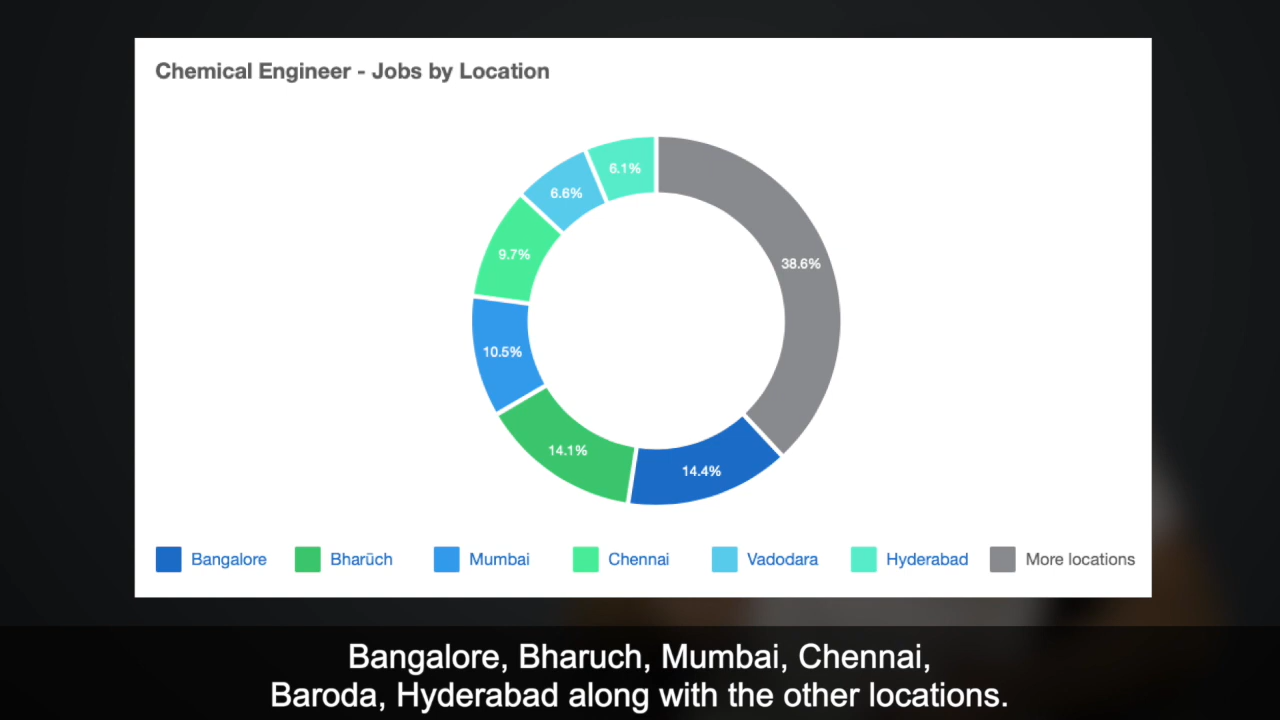 Chemical Engineer - Jobs by Location
6.1%
6.6%
38.6%
9.7%
10.5%
14.1%
14.4%
Bangalore Bharūch Mumbai Chennai Vadodara Hyderabad More locations
Bangalore, Bharuch, Mumbai, Chennai,
Baroda, Hyderabad along with the other locations.